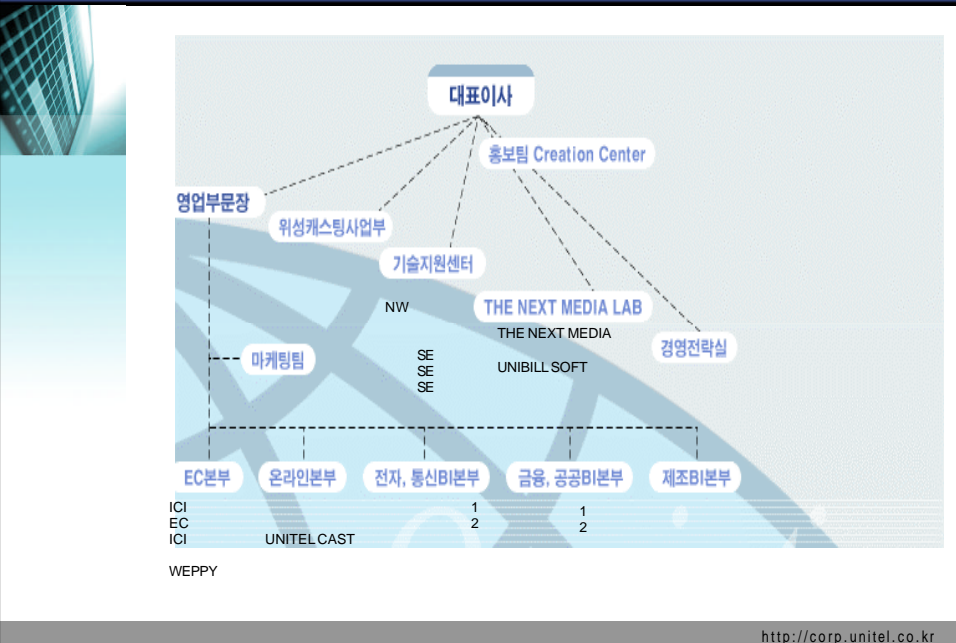 대표이사
홍보팀 Creation Center
영업부문장
위성캐스팅사업부
기술지원센터
NW
SE
SE
SE
THE NEXT MEDIA LAB
THE NEXT MEDIA
UNIBILL SOFT
경영전략실
마케팅팀
EC본부
온라인본부
전자, 통신BI본부
금융, 공공BI본부
제조BI본부
ICI
EC
ICI
WEPPY
UNITEL CAST
1
2
1
2
http://corp.unitel.co.kr